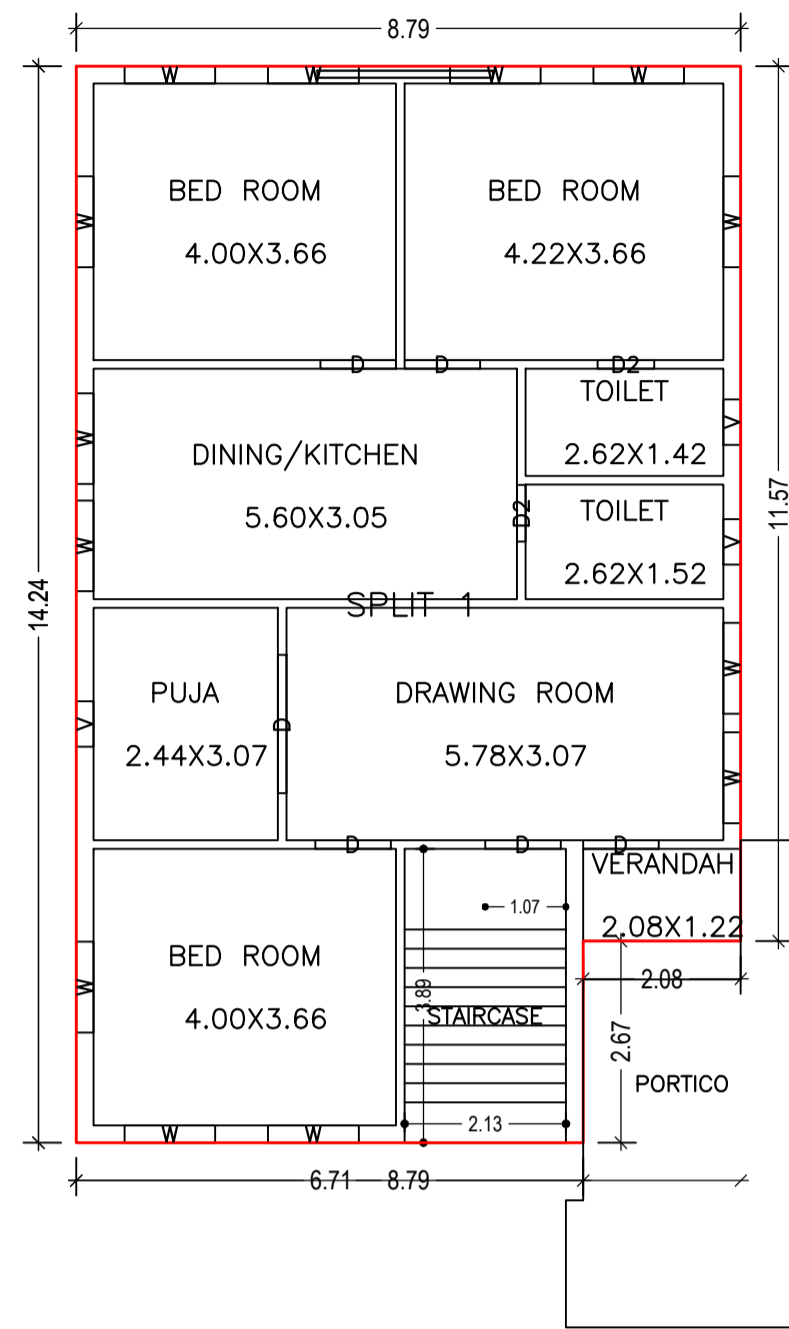 8.79
W W W W
BED ROOM
4.00X3.66
BED ROOM
4.22X3.66
W
W
D
D
D2
TOILET
2.62X1.42
DINING/KITCHEN
5.60X3.05
W
W
V
D2
TOILET
2.62X1.52
V
11.57
14.24
SPLIT 1
PUJA
2.44X3.07
V
D
DRAWING ROOM
5.78X3.07
W
W
D
D
D
VERANDAH
2.08X1.22
1.07
BED ROOM
4.00X3.66
W
3.89
STAIRCASE
2.08
2.67
PORTICO
2.13
W W
6.71
8.79